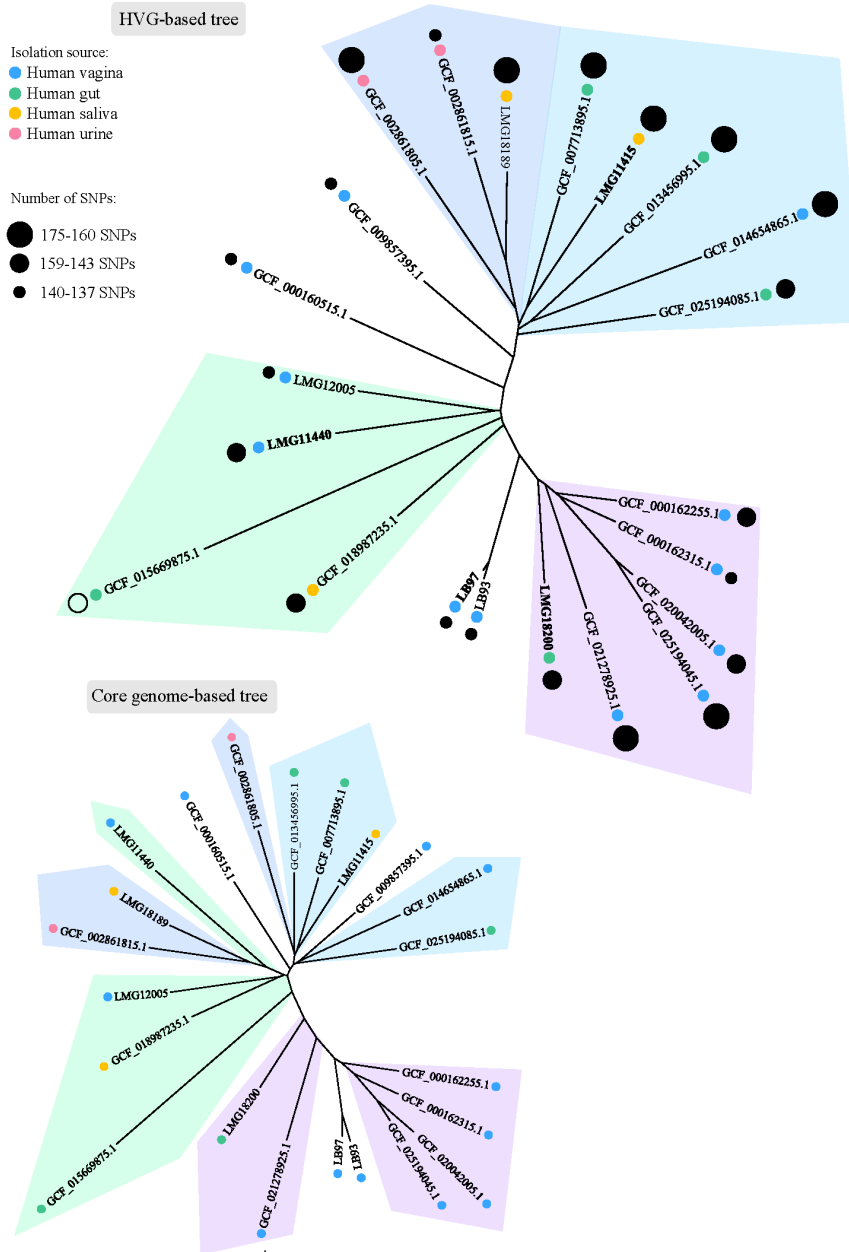 HVG-based tree
Isolation source:
Human vagina
Human gut
Human saliva
Human urine
Number of SNPs:
175-160 SNPs
159-143 SNPs
140-137 SNPs
GCF_002861805.1
GCF_002861815.1
LMG18189
GCF_007713895.1
LMG11415
GCF_013456995.1
GCF_014654865.1
GCF_025194085.1
GCF_009857395.1
GCF_000160515.1
LMG12005
LMG11440
GCF_015669875.1
GCF_018987235.1
LB97
LB93
LMG18200
GCF_021278925.1
GCF_025194045.1
GCF_020042005.1
GCF_000162315.1
GCF_000162255.1
Core genome-based tree
GCF_002861805.1
GCF_013456995.1
GCF_007713895.1
LMG11415
GCF_009857395.1
GCF_014654865.1
GCF_025194085.1
GCF_000160515.1
LMG11440
LMG18189
GCF_002861815.1
LMG12005
GCF_018987235.1
GCF_015669875.1
LMG18200
GCF_021278925.1
LB97
LB93
GCF_025194045.1
GCF_020042005.1
GCF_000162315.1
GCF_000162255.1